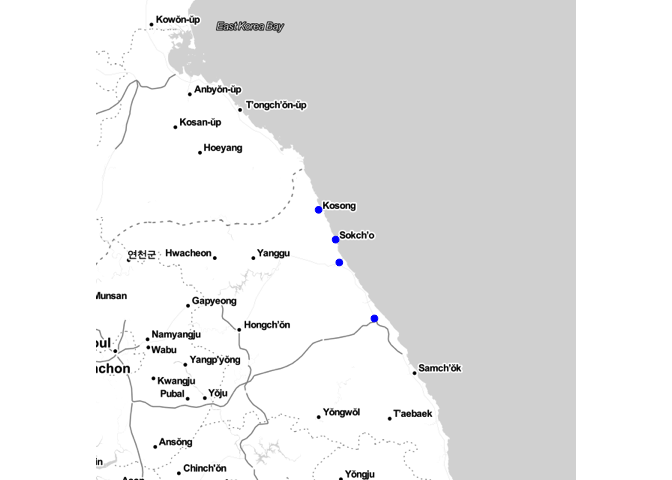 Kowŏn-ŭp
East Korea Bay
Anbyŏn-ŭp
T'ongch'ŏn-ŭp
Kosan-ŭp
Hoeyang
Kosong
Sokch'o
연천군
Hwacheon
Yanggu
Munsan
Gapyeong
Hongch'ŏn
Namyangju
oul
Wabu
Yangp'yŏng
nchon
Samch'ŏk
Kwangju
Pubal
Yŏju
Yŏngwŏl
T'aebaek
Ansŏng
in
Chinch'ŏn
Yŏngju